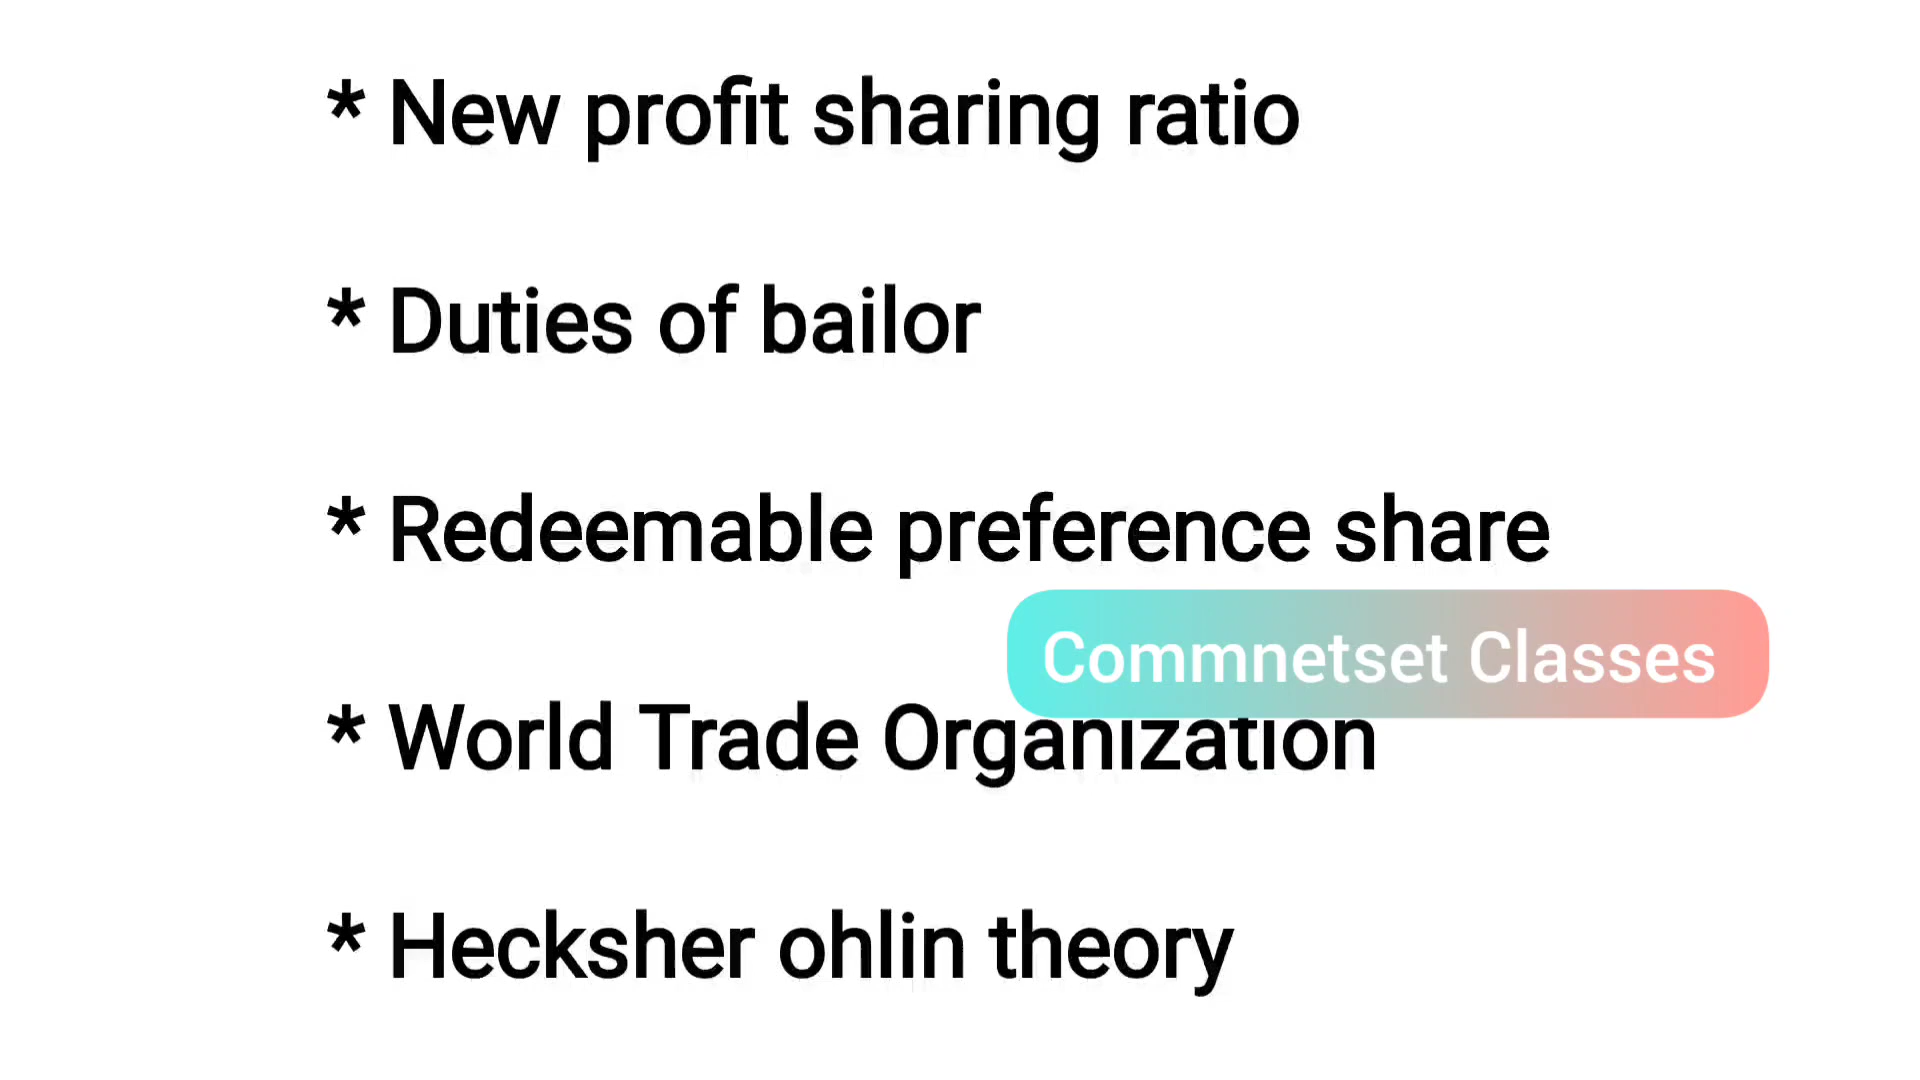 * New profit sharing ratio
* Duties of bailor
* Redeemable preference share
Commnetset Classes
* World Trade Organization
* Hecksher ohlin theory